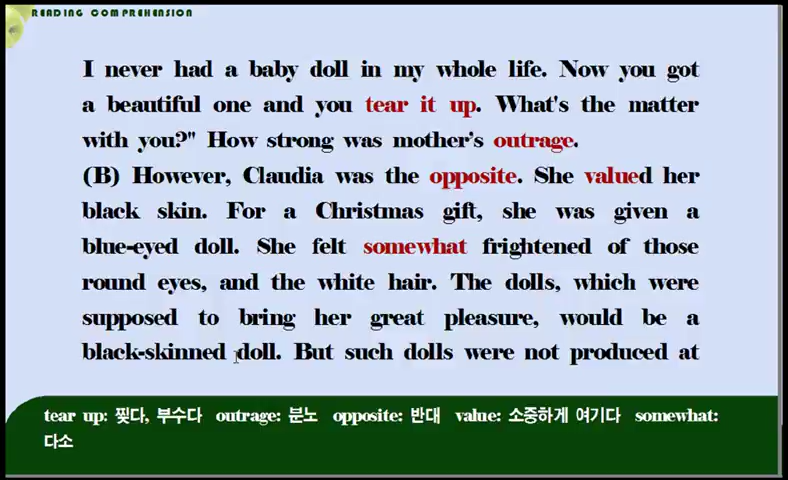 READING COMPREHENSION
I never had a baby doll in my whole life. Now you got
a beautiful one and you tear it up. What's the matter
with you?" How strong was mother's outrage.
(B) However, Claudia was the opposite. She valued her
black skin. For a Christmas gift, she was given a
blue-eyed doll. She felt somewhat frightened of those
round eyes, and the white hair. The dolls, which were
supposed to bring her great pleasure, would be a
black-skinned doll. But such dolls were not produced at
tear up: 찢다, 부수다 outrage: 분노 opposite: 반대 value: 소중하게 여기다 somewhat:
다소